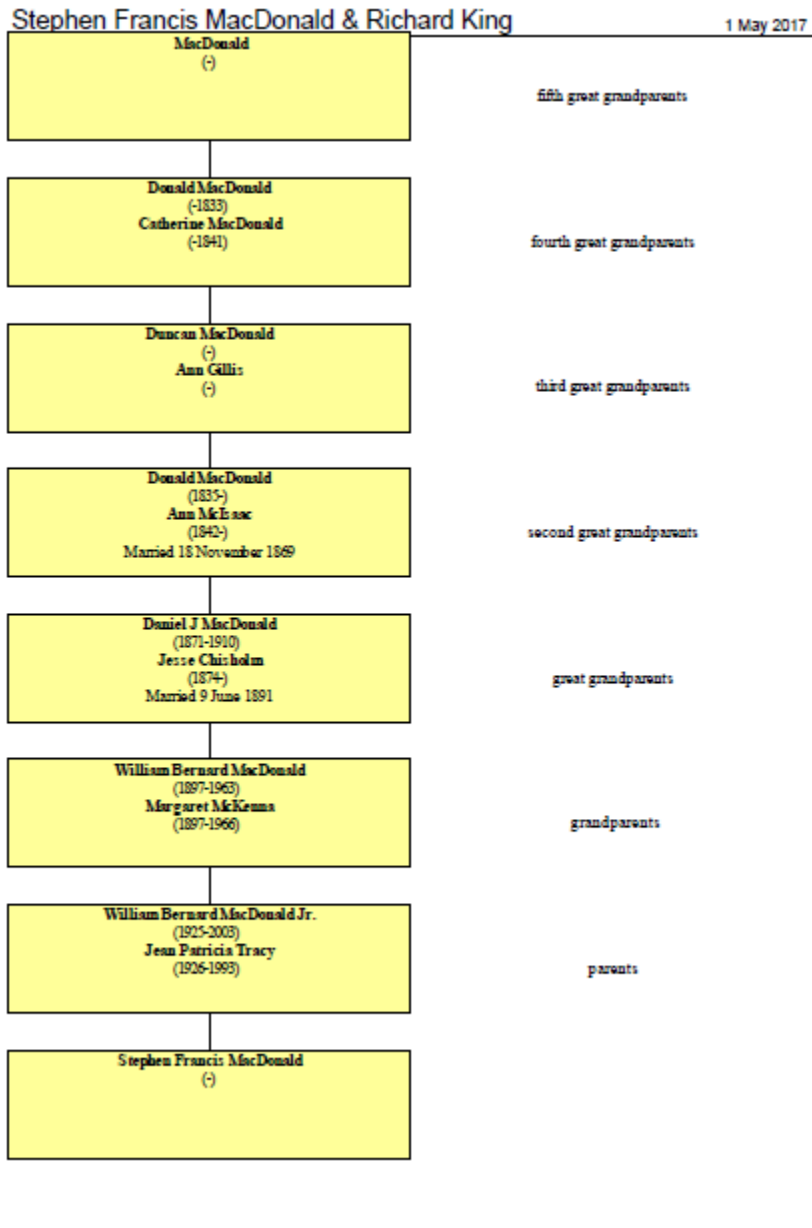 Stephen Francis MacDonald & Richard King
1 May 2017
MacDonald
(-)
fifth great grandparents
Donald MacDonald
(-1833)
Catherine MacDonald
(-1841)
fourth great grandparents
Duncan MacDonald
(-)
Ann Gillis
(-)
third great grandparents
Donald MacDonald
(1835-)
Ann McIsaac
(1842-)
Married 18 November 1869
second great grandparents
Daniel J MacDonald
(1871-1910)
Jesse Chisholm
(1874-)
Married 9 June 1891
great grandparents
William Bernard MacDonald
(1897-1963)
Margaret McKenna
(1897-1966)
grandparents
William Bernard MacDonald Jr.
(1925-2003)
Jean Patricia Tracy
(1926-1993)
parents
Stephen Francis MacDonald
(-)